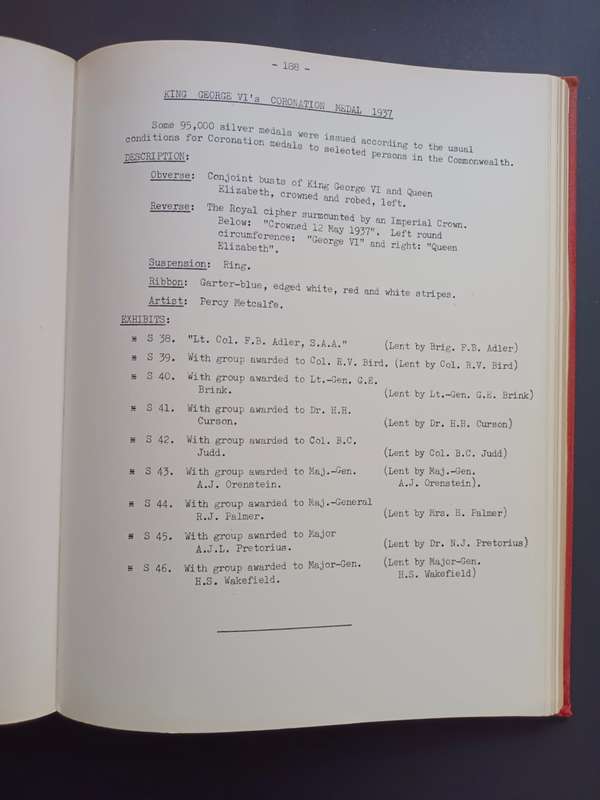 - 188 -
KING GEORGE VI's CORONATION MEDAL 1937
Some 95,000 silver medals were issued according to the usual
conditions for Coronation medals to selected persons in the Commonwealth.
DESCRIPTION:
Obverse: Conjoint busts of King George VI and Queen
Elizabeth, crowned and robed, left.
Reverse: The Royal cipher surmounted by an Imperial Crown.
Below: "Crowned 12 May 1937". Left round
circumference: "George VI" and right: "Queen
Elizabeth".
Suspension: Ring.
Ribbon: Garter-blue, edged white, red and white stripes.
Artist: Percy Metcalfe.
EXHIBITS:
※ S 38. "Lt. Col. F.B. Adler, S.A.A." (Lent by Brig. F.B. Adler)
※ S 39. With group awarded to Col. R.V. Bird. (Lent by Col. R.V. Bird)
※ S 40. With group awarded to Lt.-Gen. G.E.
Brink. (Lent by Lt.-Gen. G.E. Brink)
※ S 41. With group awarded to Dr. H.H.
Curson. (Lent by Dr. H.H. Curson)
※ S 42. With group awarded to Col. B.C.
Judd. (Lent by Col. B.C. Judd)
※ S 43. With group awarded to Maj.-Gen. (Lent by Maj.-Gen.
A.J. Orenstein. A.J. Orenstein).
※ S 44. With group awarded to Maj.-General
R.J. Palmer. (Lent by Mrs. H. Palmer)
※ S 45. With group awarded to Major
A.J.L. Pretorius. (Lent by Dr. N.J. Pretorius)
※ S 46. With group awarded to Major-Gen. (Lent by Major-Gen.
H.S. Wakefield. H.S. Wakefield)